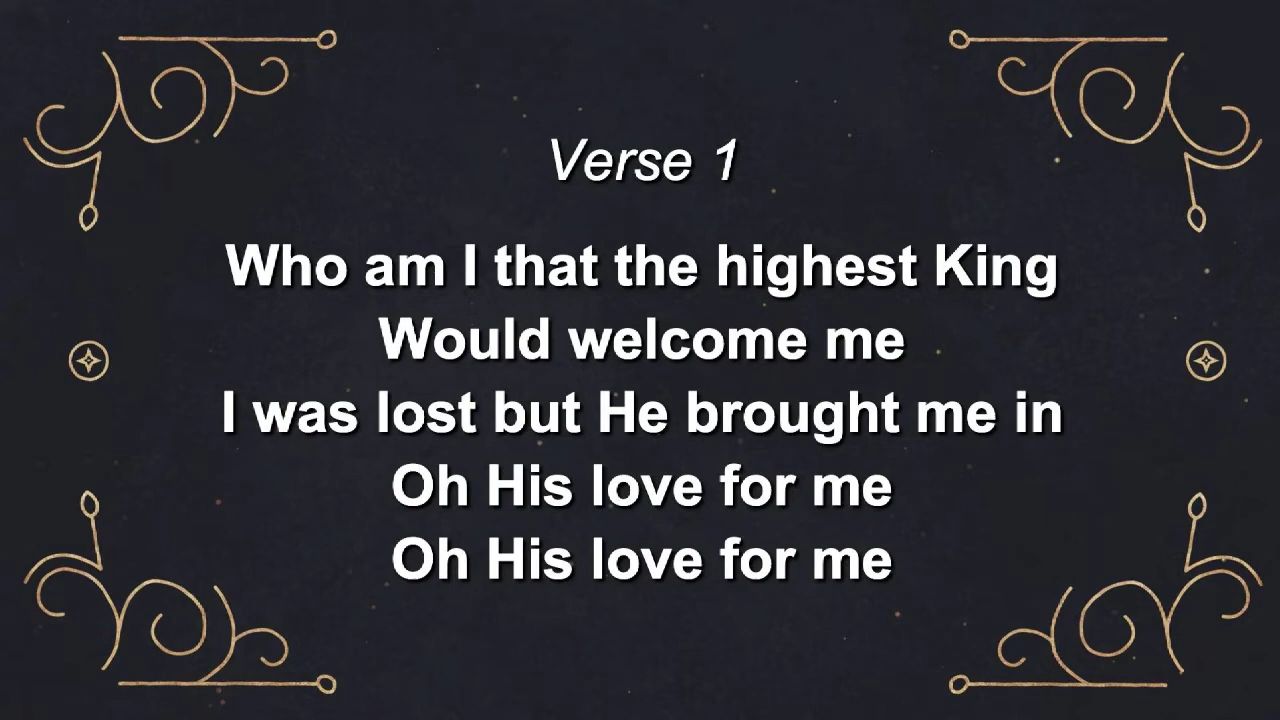 Verse 1
Who am I that the highest King
Would welcome me
I was lost but He brought me in
Oh His love for me
Oh His love for me